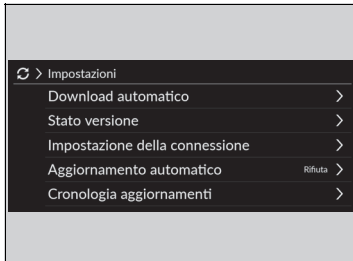 Impostazioni
Download automatico
Stato versione
Impostazione della connessione
Aggiornamento automatico Rifiuta
Cronologia aggiornamenti